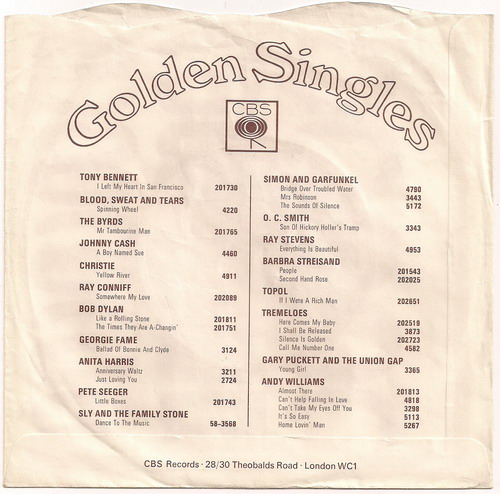 Golden Singles
CBS
TONY BENNETT
I Left My Heart In San Francisco 201730
BLOOD, SWEAT AND TEARS
Spinning Wheel 4220
THE BYRDS
Mr Tambourine Man 201765
JOHNNY CASH
A Boy Named Sue 4460
CHRISTIE
Yellow River 4911
RAY CONNIFF
Somewhere My Love 202089
BOB DYLAN
Like a Rolling Stone 201811
The Times They Are A-Changin' 201751
GEORGIE FAME
Ballad Of Bonnie And Clyde 3124
ANITA HARRIS
Anniversary Waltz 3211
Just Loving You 2724
PETE SEEGER
Little Boxes 201743
SLY AND THE FAMILY STONE
Dance To The Music 58-3568
SIMON AND GARFUNKEL
Bridge Over Troubled Water 4790
Mrs Robinson 3443
The Sounds Of Silence 5172
O. C. SMITH
Son Of Hickory Holler's Tramp 3343
RAY STEVENS
Everything Is Beautiful 4953
BARBRA STREISAND
People 201543
Second Hand Rose 202025
TOPOL
If I Were A Rich Man 202651
TREMELOES
Here Comes My Baby 202519
I Shall Be Released 3873
Silence Is Golden 202723
Call Me Number One 4582
GARY PUCKETT AND THE UNION GAP
Young Girl 3365
ANDY WILLIAMS
Almost There 201813
Can't Help Falling In Love 4818
Can't Take My Eyes Off You 3298
It's So Easy 5113
Home Lovin' Man 5267
CBS Records · 28/30 Theobalds Road · London WC1